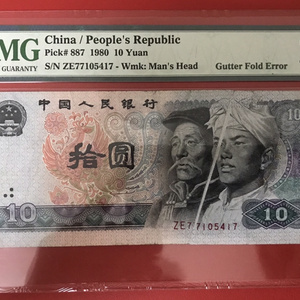 MG
GUARANTY
China / People's Republic
Pick# 887 1980 10 Yuan
S/N ZE77105417 - Wmk: Man's Head
Gutter Fold Error
中国人民银行
10
拾圆
ZE77105417
10
10